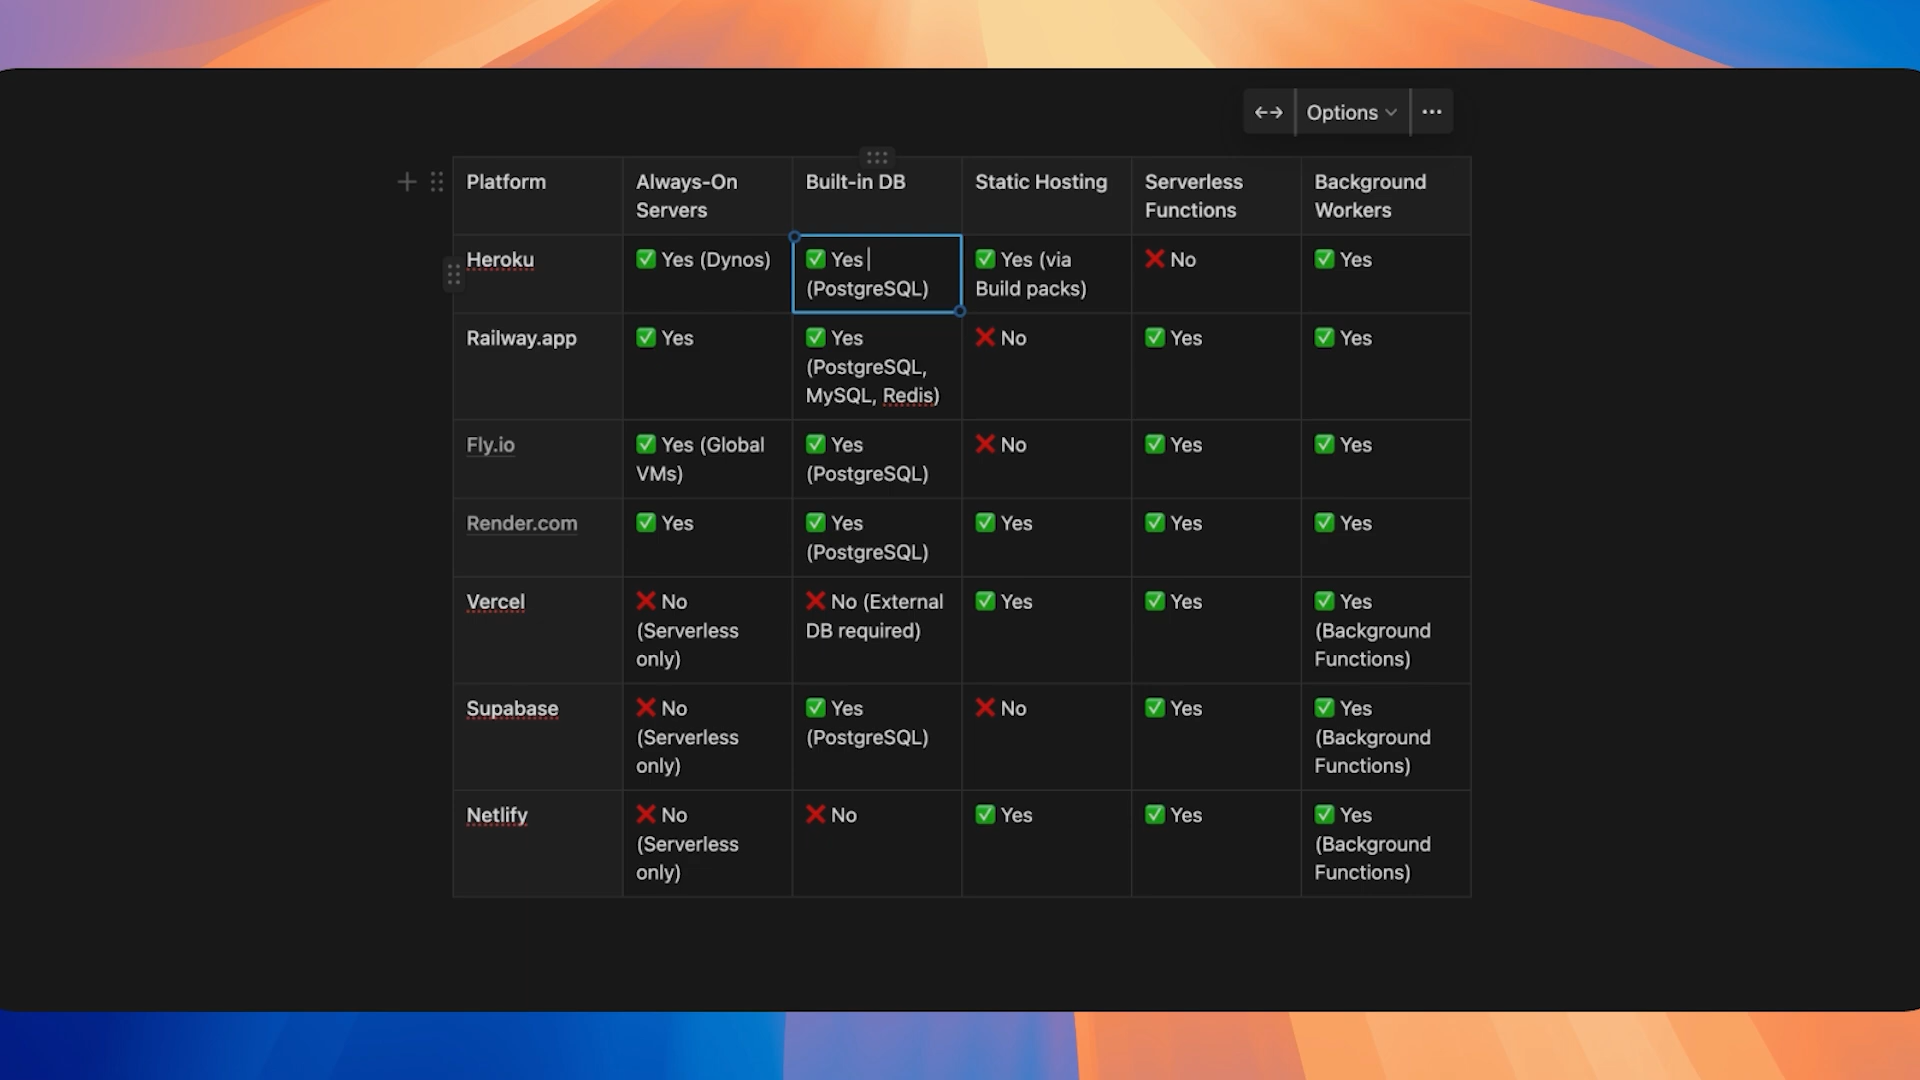 Options
Platform
Always-On
Servers
Built-in DB
Static Hosting
Serverless
Functions
Background
Workers
Heroku
✅ Yes (Dynos)
✅ Yes
(PostgreSQL)
✅ Yes (via
Build packs)
❌ No
✅ Yes
Railway.app
✅ Yes
✅ Yes
(PostgreSQL,
MySQL, Redis)
❌ No
✅ Yes
✅ Yes
Fly.io
✅ Yes (Global
VMs)
✅ Yes
(PostgreSQL)
❌ No
✅ Yes
✅ Yes
Render.com
✅ Yes
✅ Yes
(PostgreSQL)
✅ Yes
✅ Yes
✅ Yes
Vercel
❌ No
(Serverless
only)
❌ No (External
DB required)
✅ Yes
✅ Yes
✅ Yes
(Background
Functions)
Supabase
❌ No
(Serverless
only)
✅ Yes
(PostgreSQL)
❌ No
✅ Yes
✅ Yes
(Background
Functions)
Netlify
❌ No
(Serverless
only)
❌ No
✅ Yes
✅ Yes
✅ Yes
(Background
Functions)